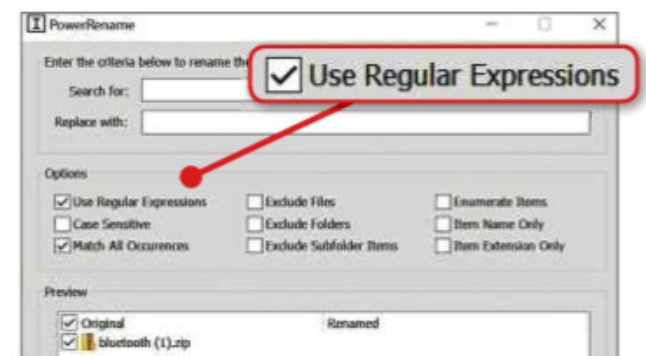 PowerRename
Enter the criteria below to rename the
Use Regular Expressions
Search for:
Replace with:
Options
Use Regular Expressions Exclude Files Enumerate Items
Case Sensitive Exclude Folders Item Name Only
Match All Occurences Exclude Subfolder Items Item Extension Only
Preview
Original Renamed
bluetooth (1).zip